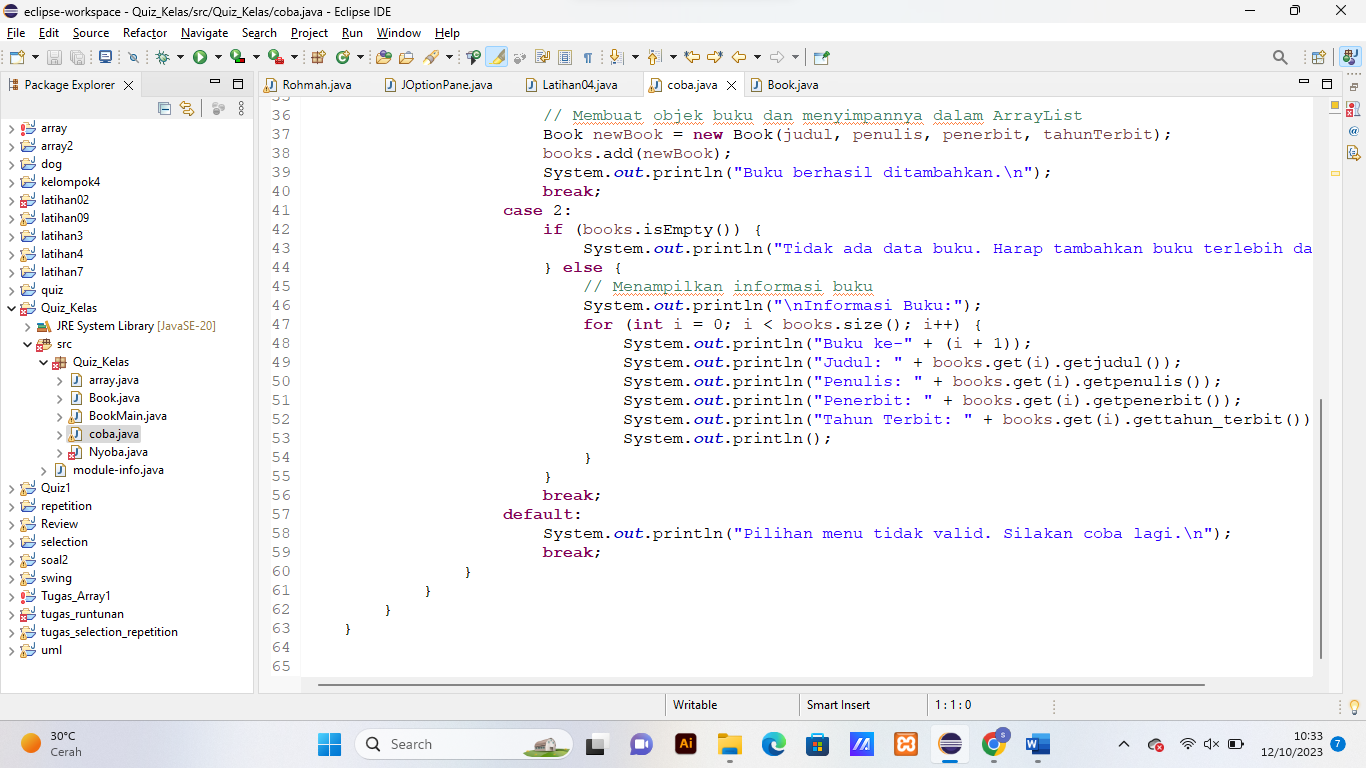 eclipse-workspace - Quiz_Kelas/src/Quiz_Kelas/coba.java - Eclipse IDE
File Edit Source Refactor Navigate Search Project Run Window Help
Package Explorer
Rohmah.java JOptionPane.java Latihan04.java coba.java Book.java
array
array2
dog
kelompok4
latihan02
latihan09
latihan3
latihan4
latihan7
quiz
Quiz_Kelas
JRE System Library [JavaSE-20]
src
Quiz_Kelas
array.java
Book.java
BookMain.java
coba.java
Nyoba.java
module-info.java
Quiz1
repetition
Review
selection
soal2
swing
Tugas_Array1
tugas_runtunan
tugas_selection_repetition
uml
35
36 // Membuat objek buku dan menyimpannya dalam ArrayList
37 Book newBook = new Book(judul, penulis, penerbit, tahunTerbit);
38 books.add(newBook);
39 System.out.println("Buku berhasil ditambahkan.\n");
40 break;
41 case 2:
42 if (books.isEmpty()) {
43 System.out.println("Tidak ada data buku. Harap tambahkan buku terlebih da
44 } else {
45 // Menampilkan informasi buku
46 System.out.println("\nInformasi Buku:");
47 for (int i = 0; i < books.size(); i++) {
48 System.out.println("Buku ke-" + (i + 1));
49 System.out.println("Judul: " + books.get(i).getjudul());
50 System.out.println("Penulis: " + books.get(i).getpenulis());
51 System.out.println("Penerbit: " + books.get(i).getpenerbit());
52 System.out.println("Tahun Terbit: " + books.get(i).gettahun_terbit())
53 System.out.println();
54 }
55 }
56 break;
57 default:
58 System.out.println("Pilihan menu tidak valid. Silakan coba lagi.\n");
59 break;
60 }
61 }
62 }
63 }
64
65
Writable Smart Insert 1 : 1 : 0
30°C
Cerah
Search
Ai
S
W
10:33
12/10/2023
7